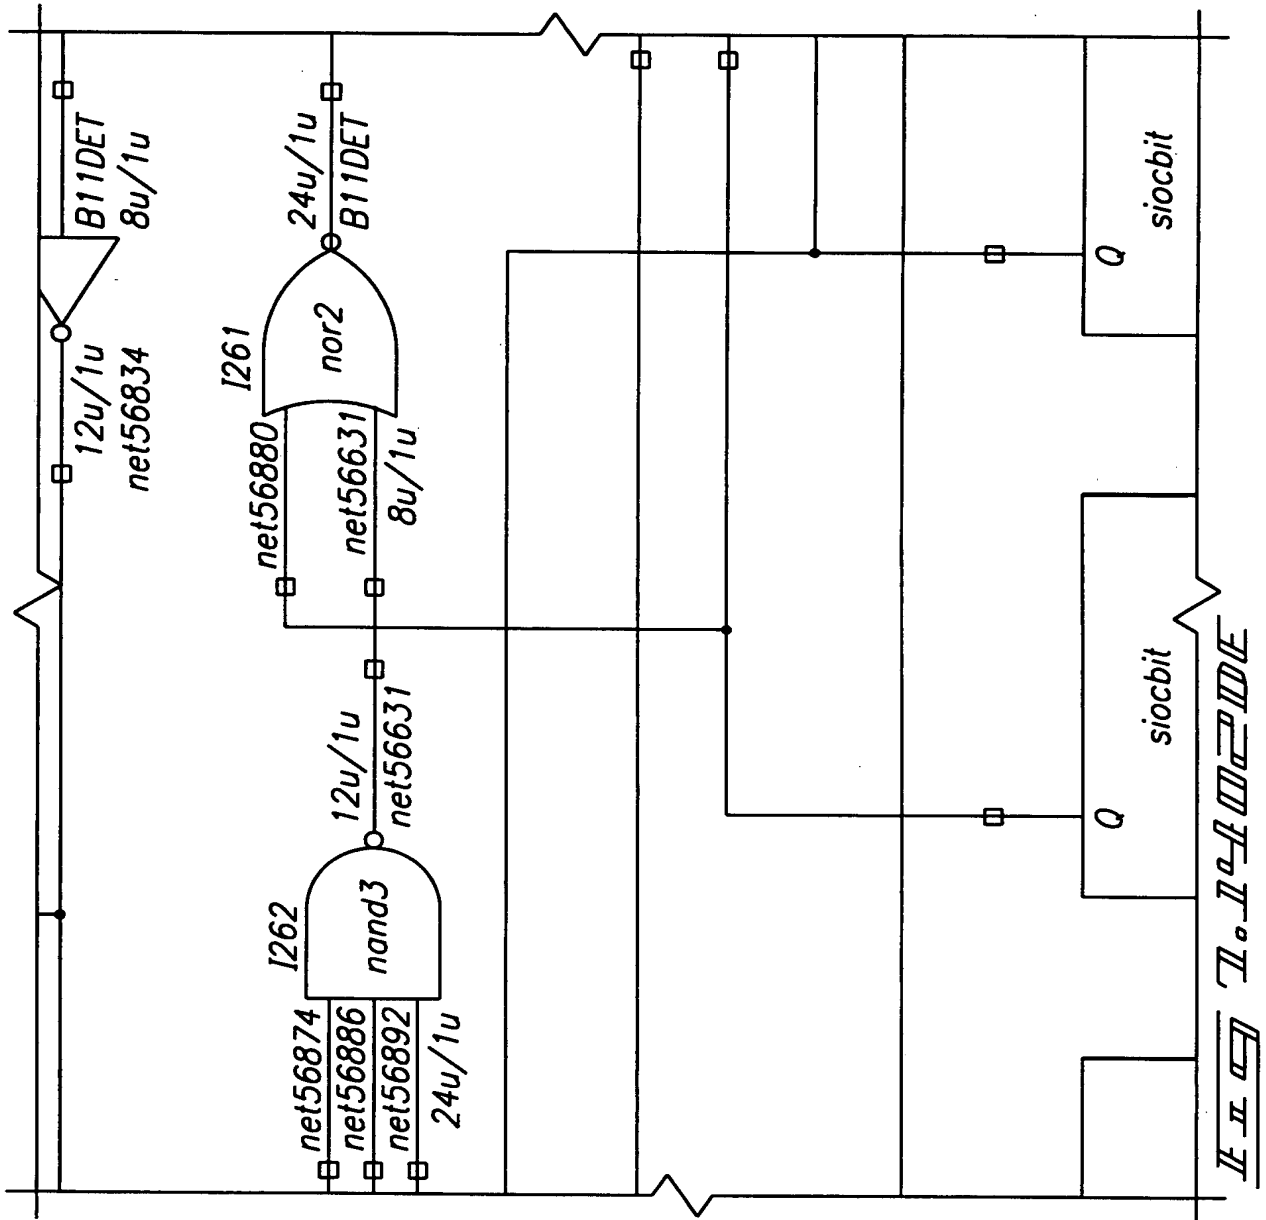 B11DET
8u/1u
12u/1u
net56834
I261
nor2
24u/1u
B11DET
net56880
net56631
8u/1u
12u/1u
net56631
I262
nand3
net56874
net56886
net56892
24u/1u
Q
siocbit
Q
siocbit